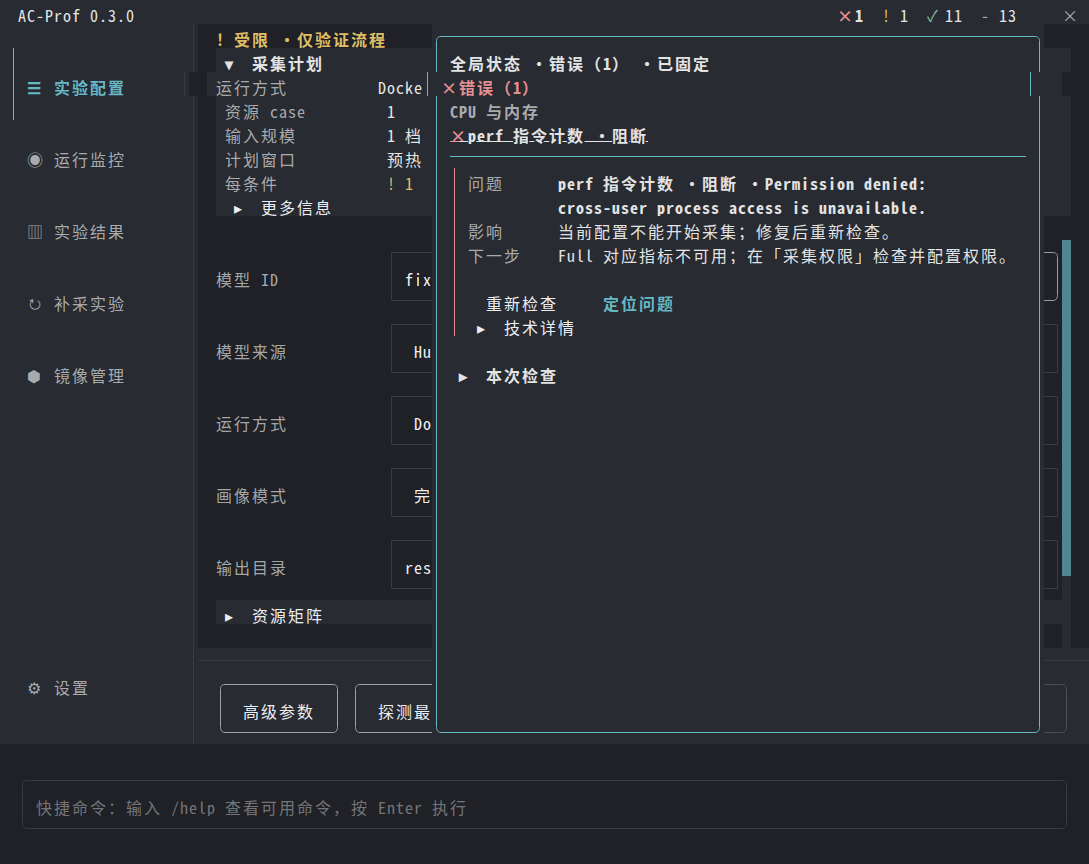 AC-Prof 0.3.0
✕1 ! 1 ✓ 11 - 13 ✕
☰ 实验配置
◉ 运行监控
▥ 实验结果
↻ 补采实验
⬢ 镜像管理
⚙ 设置
! 受限 ·仅验证流程
▼ 采集计划
运行方式 Docke
资源 case 1
输入规模 1 档
计划窗口 预热
每条件 ! 1
▶ 更多信息
模型 ID fix
模型来源 Hu
运行方式 Do
画像模式 完
输出目录 res
▶ 资源矩阵
高级参数 探测最
全局状态 ·错误（1） ·已固定
✕错误（1）
CPU 与内存
✕perf 指令计数 ·阻断
问题 perf 指令计数 ·阻断 ·Permission denied:
cross-user process access is unavailable.
影响 当前配置不能开始采集；修复后重新检查。
下一步 Full 对应指标不可用；在「采集权限」检查并配置权限。
重新检查 定位问题
▶ 技术详情
▶ 本次检查
快捷命令：输入 /help 查看可用命令，按 Enter 执行